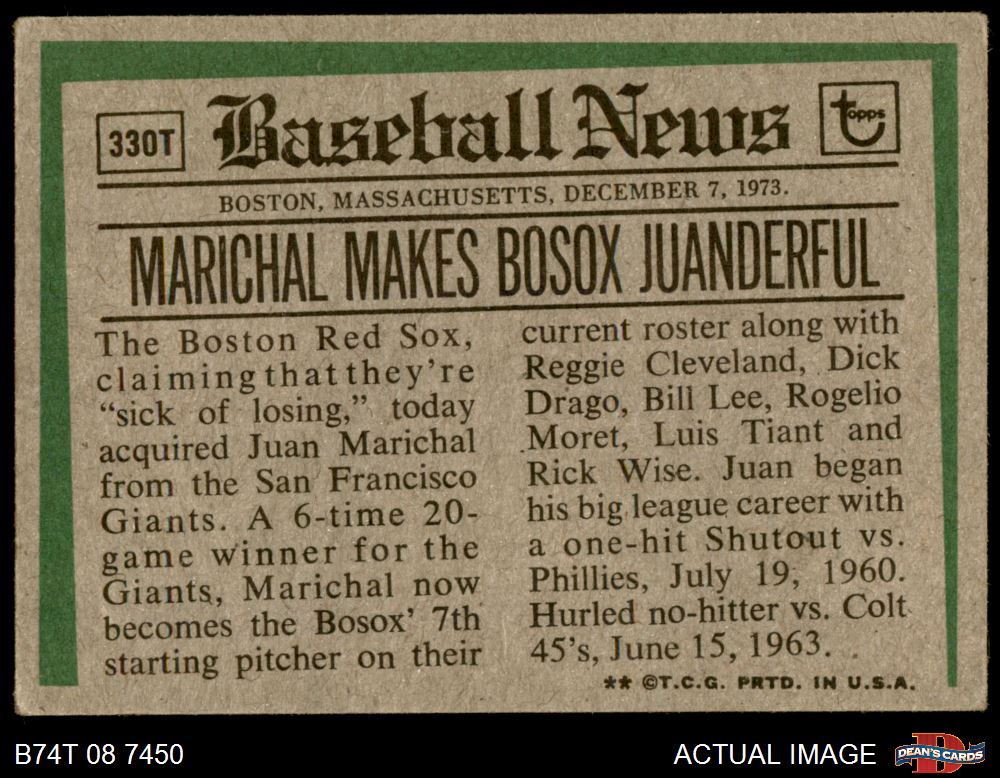 330T
Baseball News
topps
BOSTON, MASSACHUSETTS, DECEMBER 7, 1973.
MARICHAL MAKES BOSOX JUANDERFUL
The Boston Red Sox,
claiming that they're
“sick of losing,” today
acquired Juan Marichal
from the San Francisco
Giants. A 6-time 20-
game winner for the
Giants, Marichal now
becomes the Bosox' 7th
starting pitcher on their
current roster along with
Reggie Cleveland, Dick
Drago, Bill Lee, Rogelio
Moret, Luis Tiant and
Rick Wise. Juan began
his big league career with
a one-hit Shutout vs.
Phillies, July 19, 1960.
Hurled no-hitter vs. Colt
45's, June 15, 1963.
** ©T.C.G. PRTD. IN U.S.A.
B74T 08 7450
ACTUAL IMAGE
DEAN'S CARDS